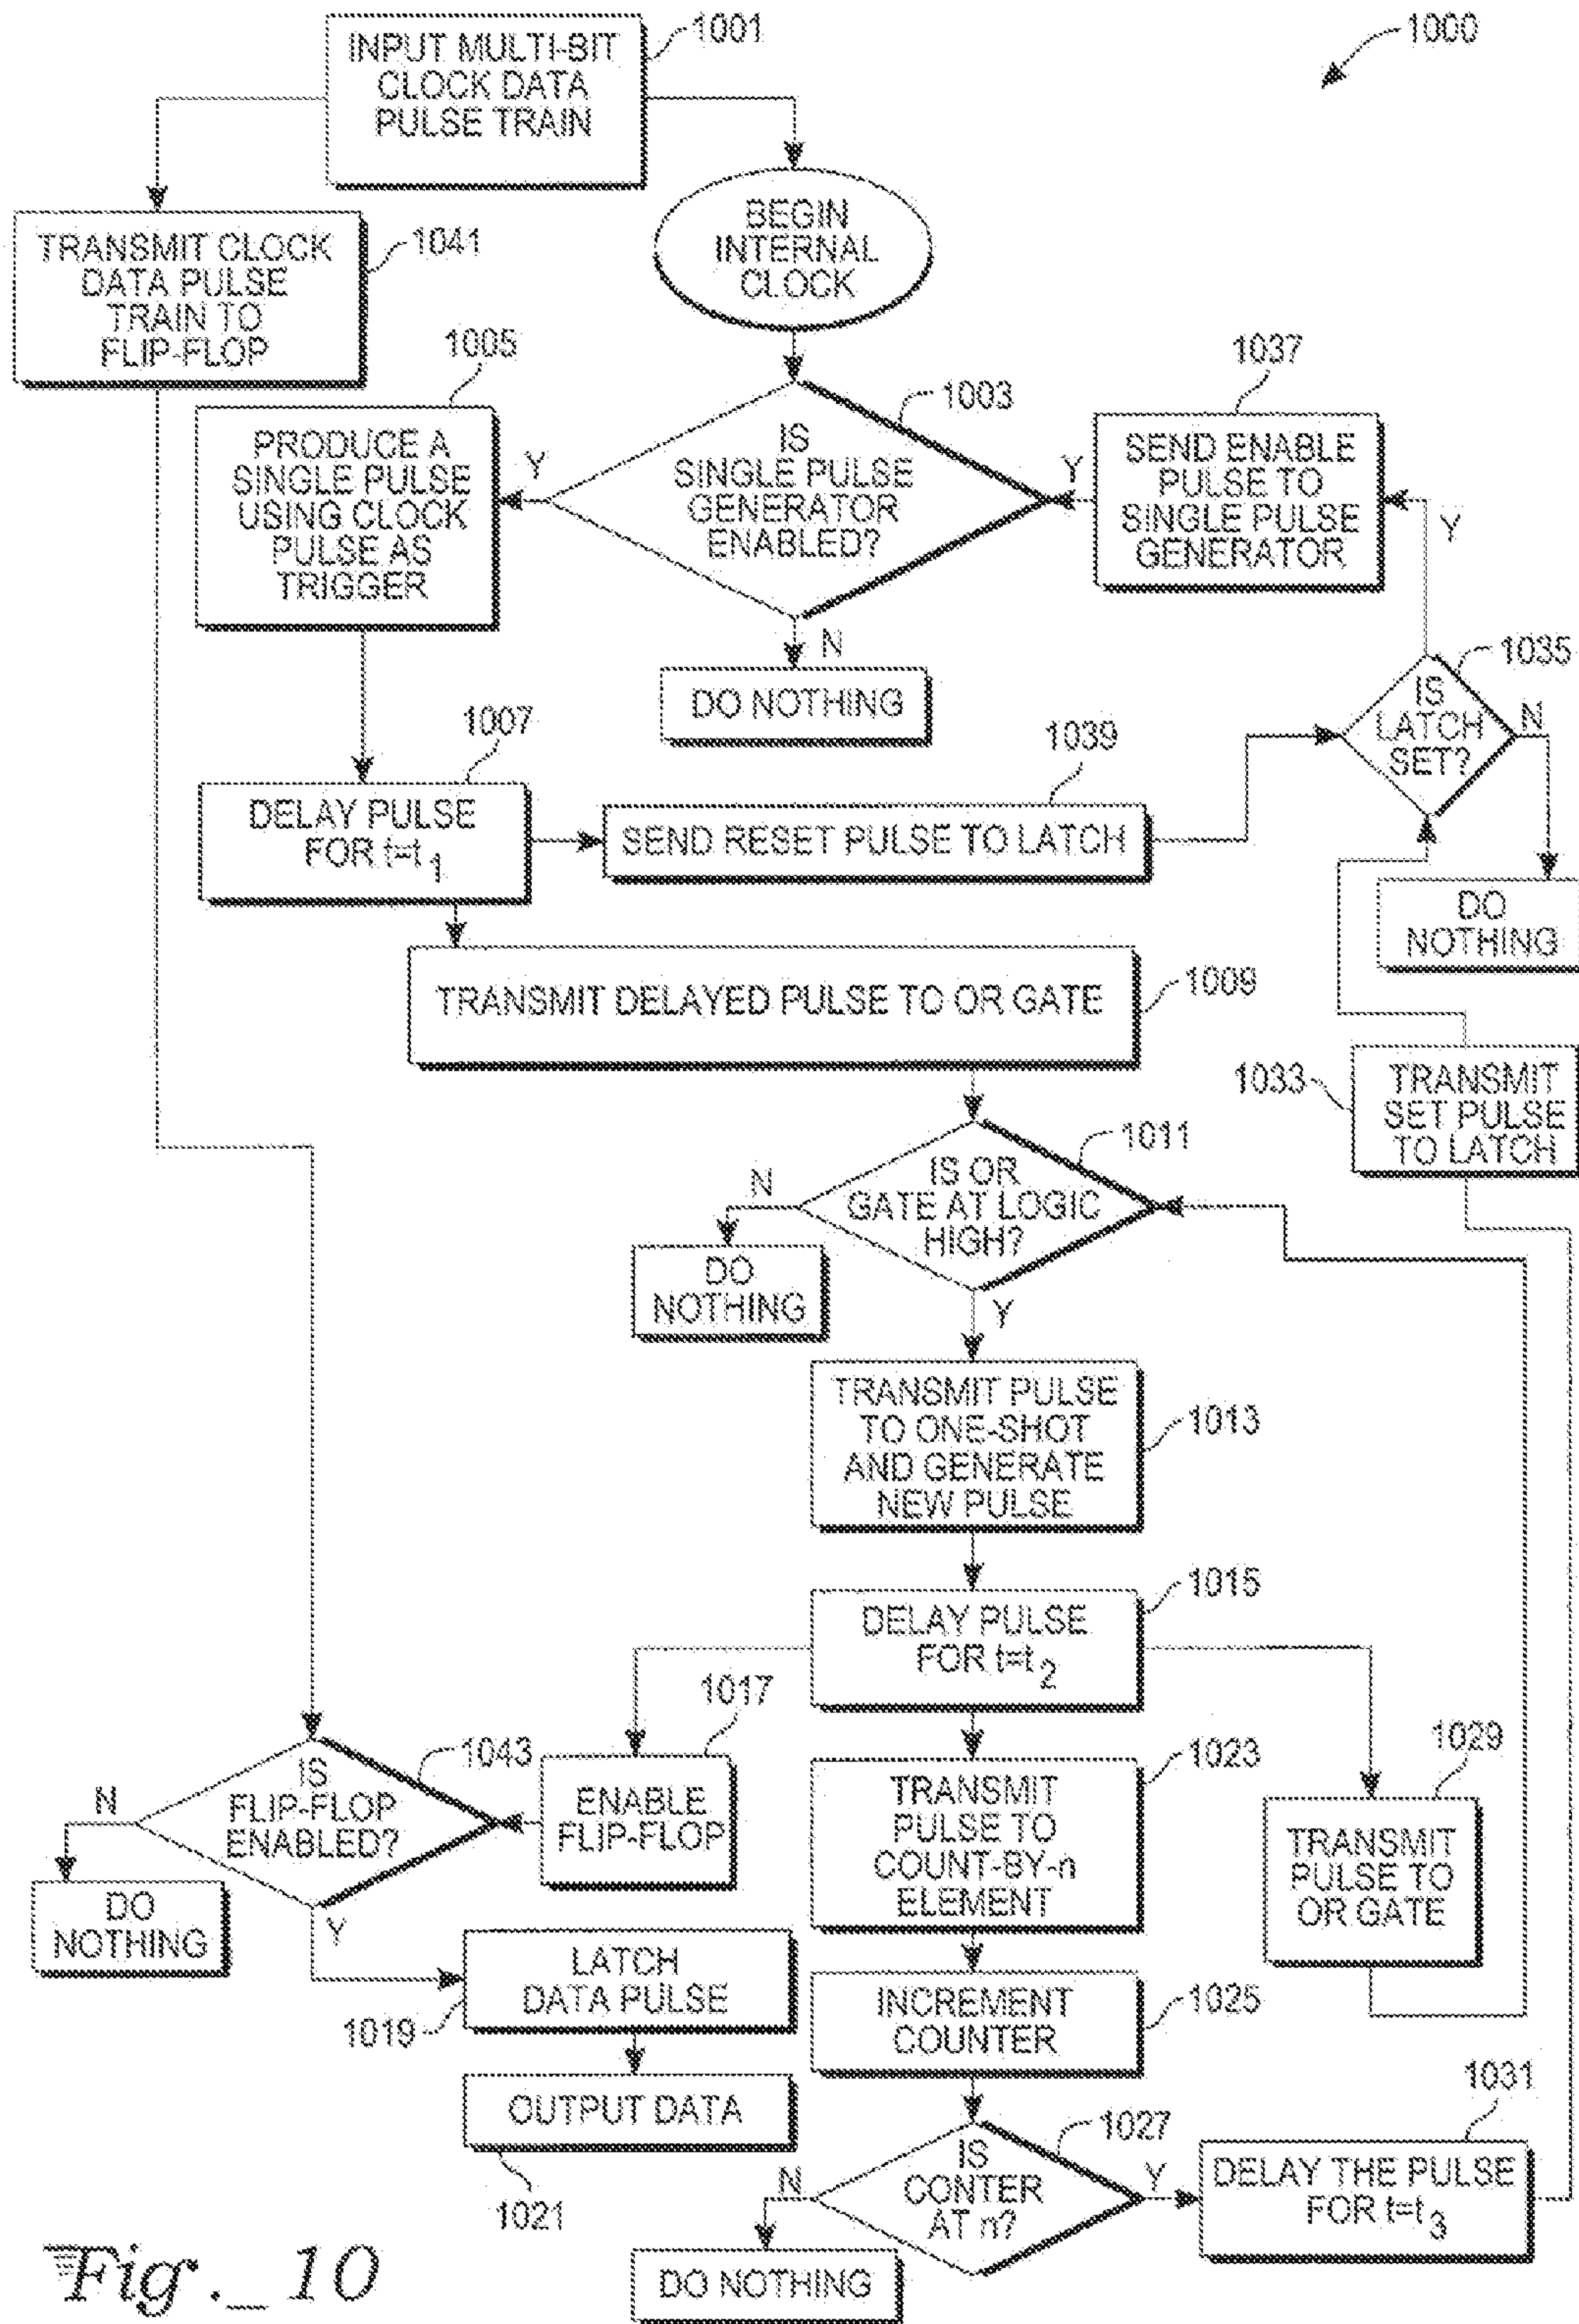 1001
1000
INPUT MULTI-BIT
CLOCK DATA
PULSE TRAIN
BEGIN
INTERNAL
CLOCK
TRANSMIT CLOCK
DATA PULSE
TRAIN TO
FLIP-FLOP
1041
1005
1037
1003
PRODUCE A
SINGLE PULSE
USING CLOCK
PULSE AS
TRIGGER
Y
IS
SINGLE PULSE
GENERATOR
ENABLED?
Y
SEND ENABLE
PULSE TO
SINGLE PULSE
GENERATOR
Y
N
DO NOTHING
1035
IS
LATCH
SET?
N
1007
1039
DELAY PULSE
FOR t=t1
SEND RESET PULSE TO LATCH
DO
NOTHING
TRANSMIT DELAYED PULSE TO OR GATE
1009
1033
TRANSMIT
SET PULSE
TO LATCH
1011
N
IS OR
GATE AT LOGIC
HIGH?
DO
NOTHING
Y
TRANSMIT PULSE
TO ONE-SHOT
AND GENERATE
NEW PULSE
1013
DELAY PULSE
FOR t=t2
1015
1017
1043
1023
1029
N
IS
FLIP-FLOP
ENABLED?
ENABLE
FLIP-FLOP
TRANSMIT
PULSE TO
COUNT-BY-n
ELEMENT
TRANSMIT
PULSE TO
OR GATE
DO
NOTHING
Y
LATCH
DATA PULSE
1019
INCREMENT
COUNTER
1025
OUTPUT DATA
1021
1027
1031
N
IS
CONTER
AT n?
Y
DELAY THE PULSE
FOR t=t3
DO NOTHING
Fig._10